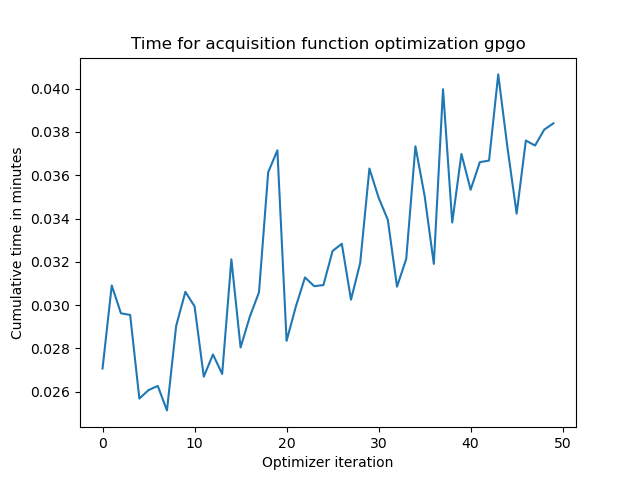 Time for acquisition function optimization gpgo
0.040
0.038
0.036
0.034
0.032
0.030
0.028
0.026
Cumulative time in minutes
0 10 20 30 40 50
Optimizer iteration